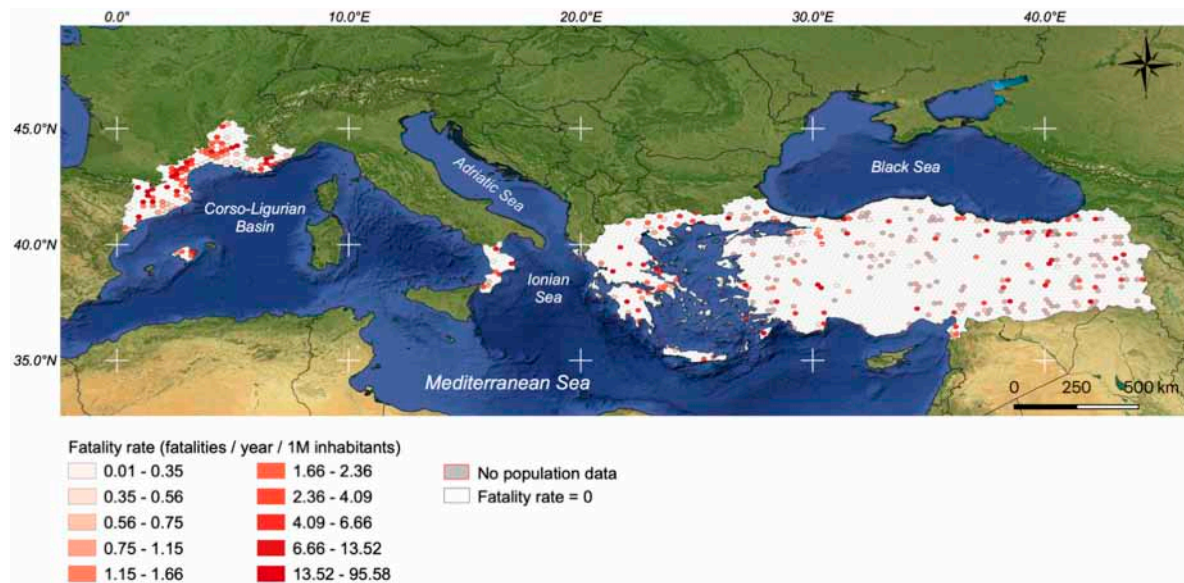 0.0° 10.0°E 20.0°E 30.0°E 40.0°E
45.0°N
Adriatic Sea
Black Sea
Corso-Ligurian
Basin
40.0°N
Ionian
Sea
35.0°N
Mediterranean Sea
0 250 500 km
Fatality rate (fatalities / year / 1M inhabitants)
0.01 - 0.35
0.35 - 0.56
0.56 - 0.75
0.75 - 1.15
1.15 - 1.66
1.66 - 2.36
2.36 - 4.09
4.09 - 6.66
6.66 - 13.52
13.52 - 95.58
No population data
Fatality rate = 0